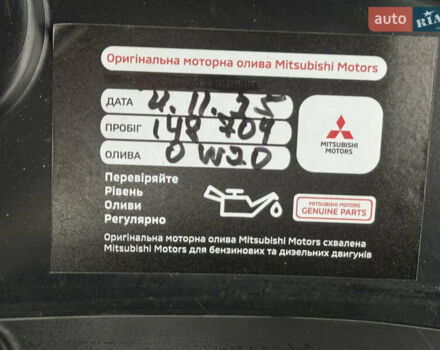 auto RIA
Оригінальна моторна олива Mitsubishi Motors
ДАТА 4.11.25
ПРОБІГ 148 704
ОЛИВА 0W20
MITSUBISHI
MOTORS
Перевіряйте
Рівень
Оливи
Регулярно
MITSUBISHI MOTORS
GENUINE PARTS
Оригінальна моторна олива Mitsubishi Motors схвалена
Mitsubishi Motors для бензинових та дизельних двигунів